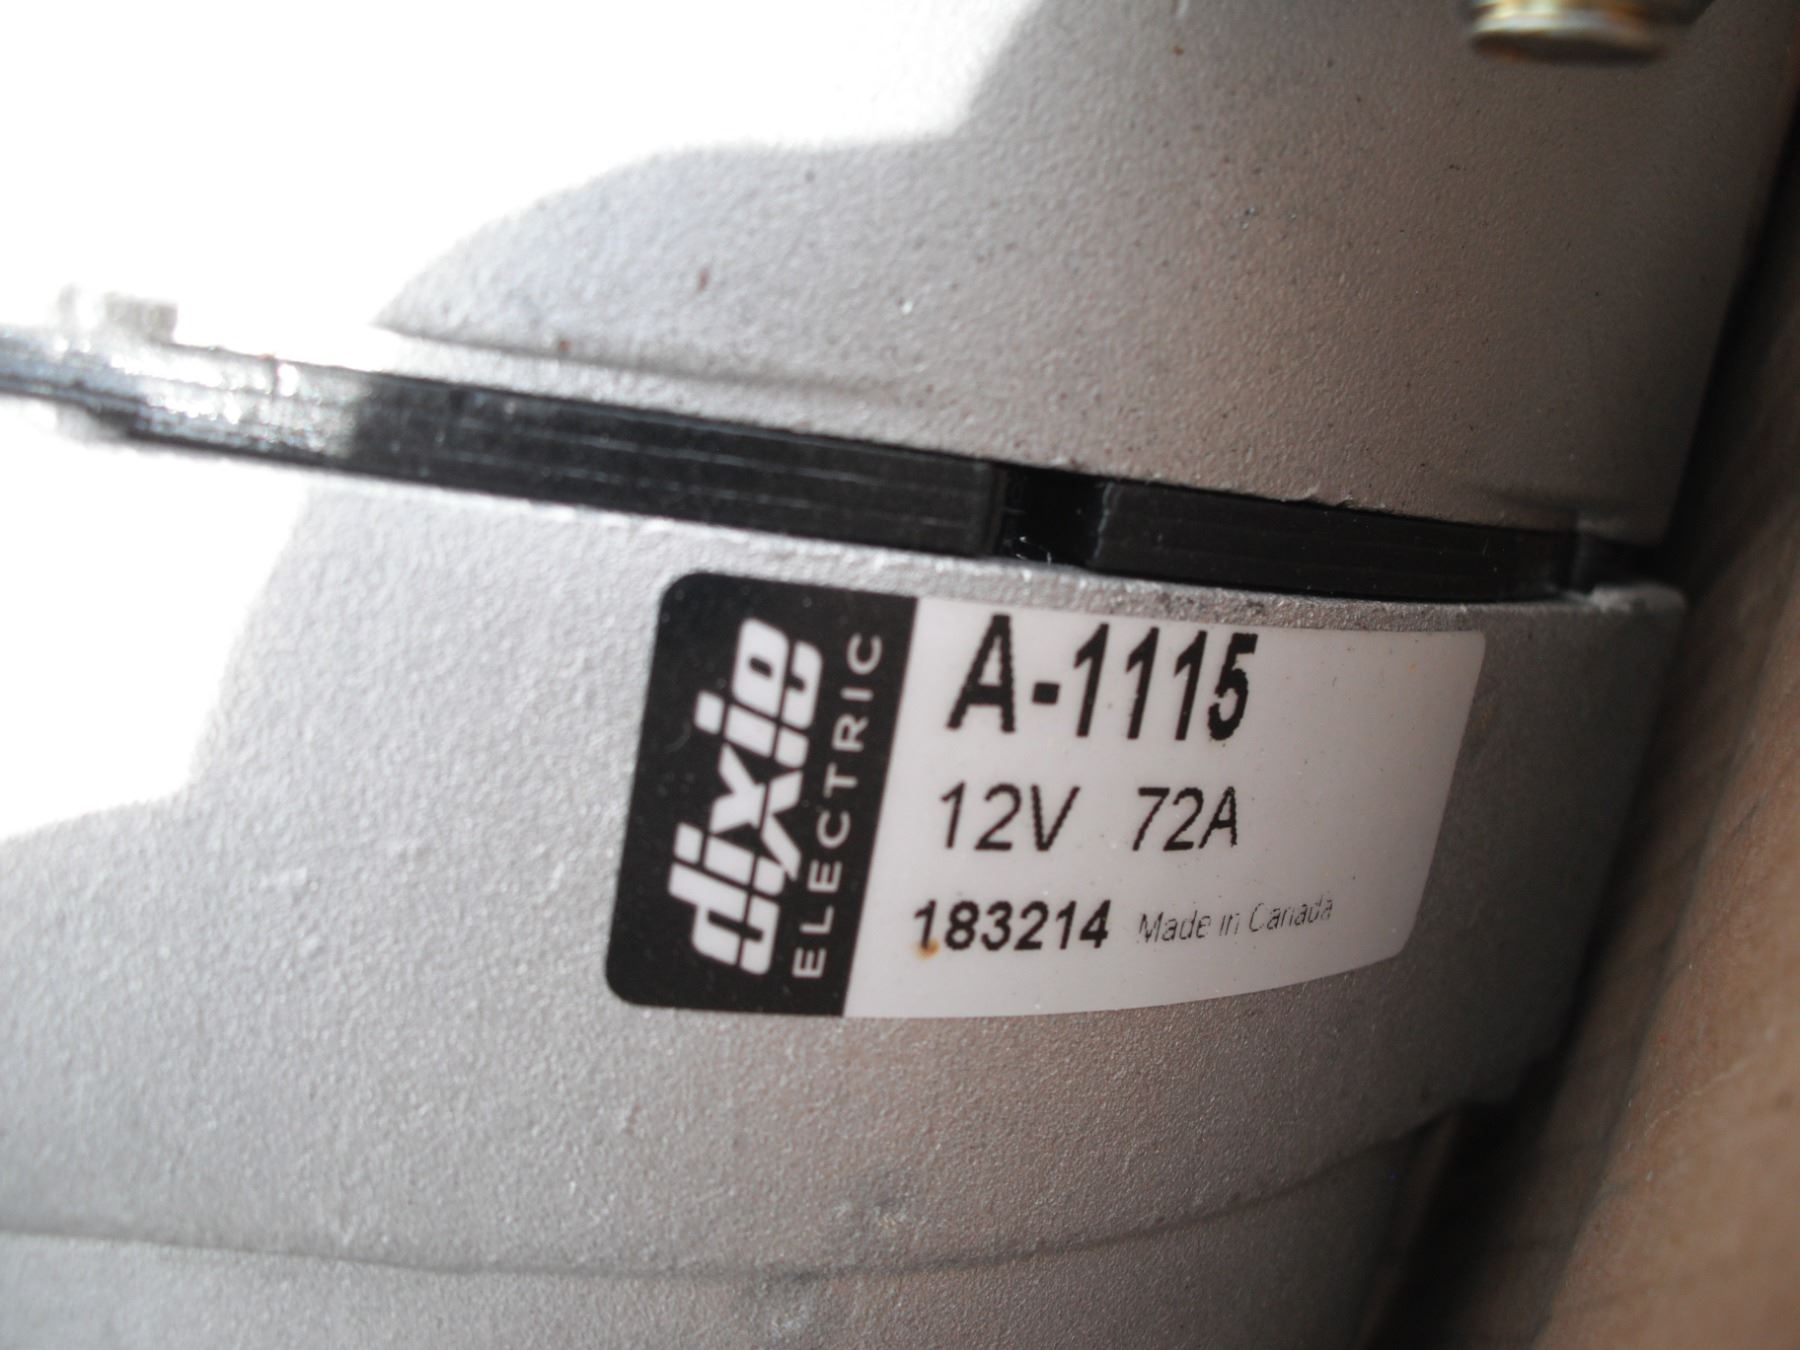 dixie
ELECTRIC
A-1115
12V 72A
183214 Made in Canada